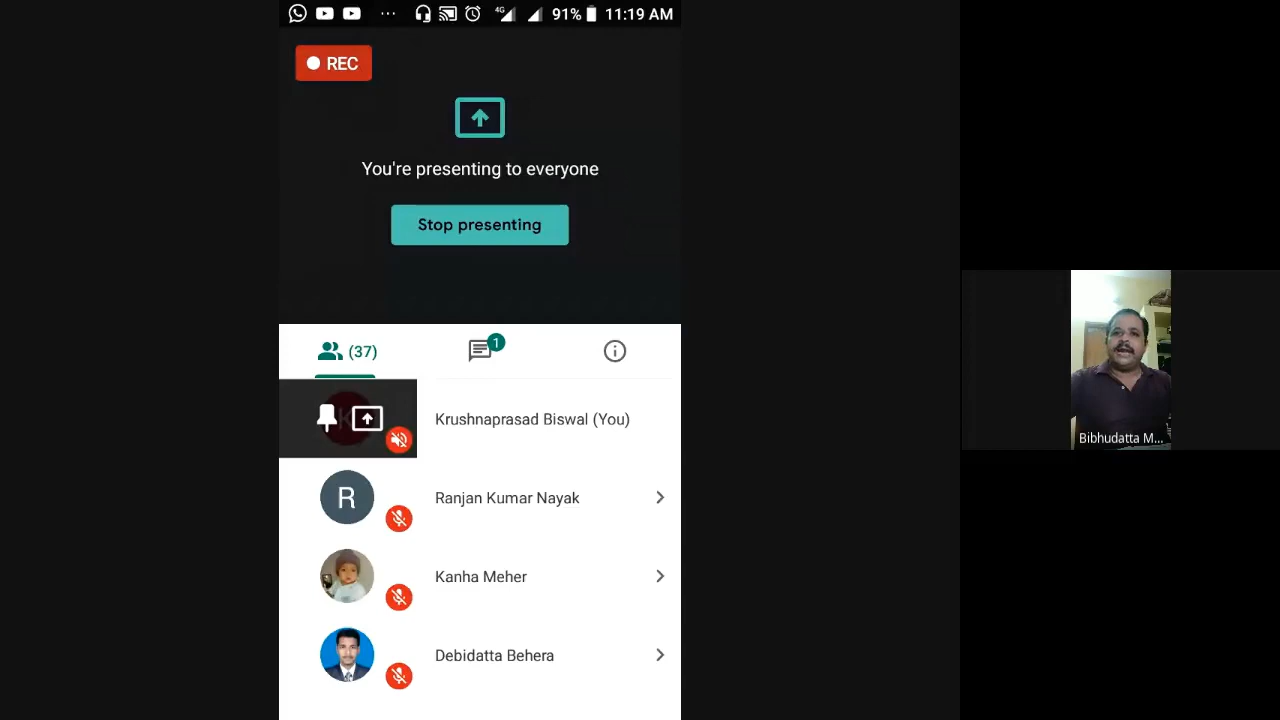 4G 91% 11:19 AM
REC
You're presenting to everyone
Stop presenting
(37)
1
Krushnaprasad Biswal (You)
R
Ranjan Kumar Nayak
Kanha Meher
Debidatta Behera
Bibhudatta M...